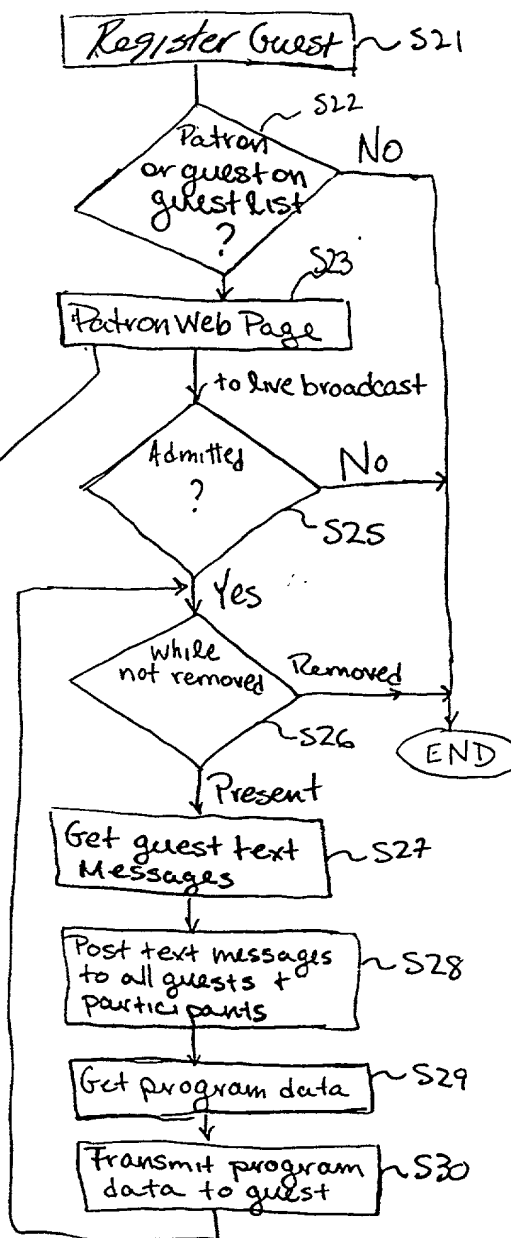 Register Guest
S21
S22
Patron
or guest on
guest list
?
No
S23
Patron Web Page
to live broadcast
Admitted
?
No
S25
Yes
while
not removed
Removed
S26
END
Present
Get guest text
Messages
S27
Post text messages
to all guests +
participants
S28
Get program data
S29
Transmit program
data to guest
S30